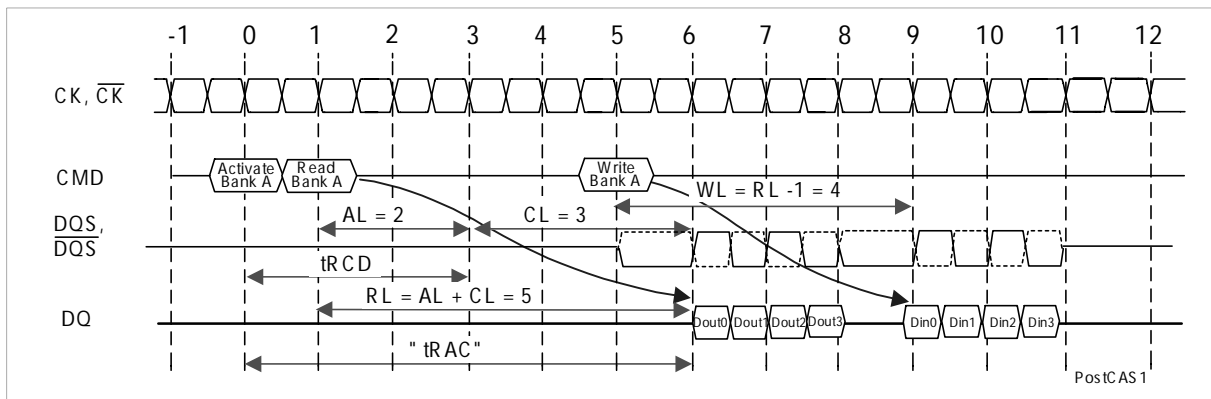 -1 0 1 2 3 4 5 6 7 8 9 10 11 12
CK, C̅K̅
CMD
Activate
Bank A
Read
Bank A
Write
Bank A
WL = RL -1 = 4
AL = 2
CL = 3
DQS,
D̅Q̅S̅
tRCD
RL = AL + CL = 5
DQ
Dout0 Dout1 Dout2 Dout3 Din0 Din1 Din2 Din3
" tRAC"
PostCAS1